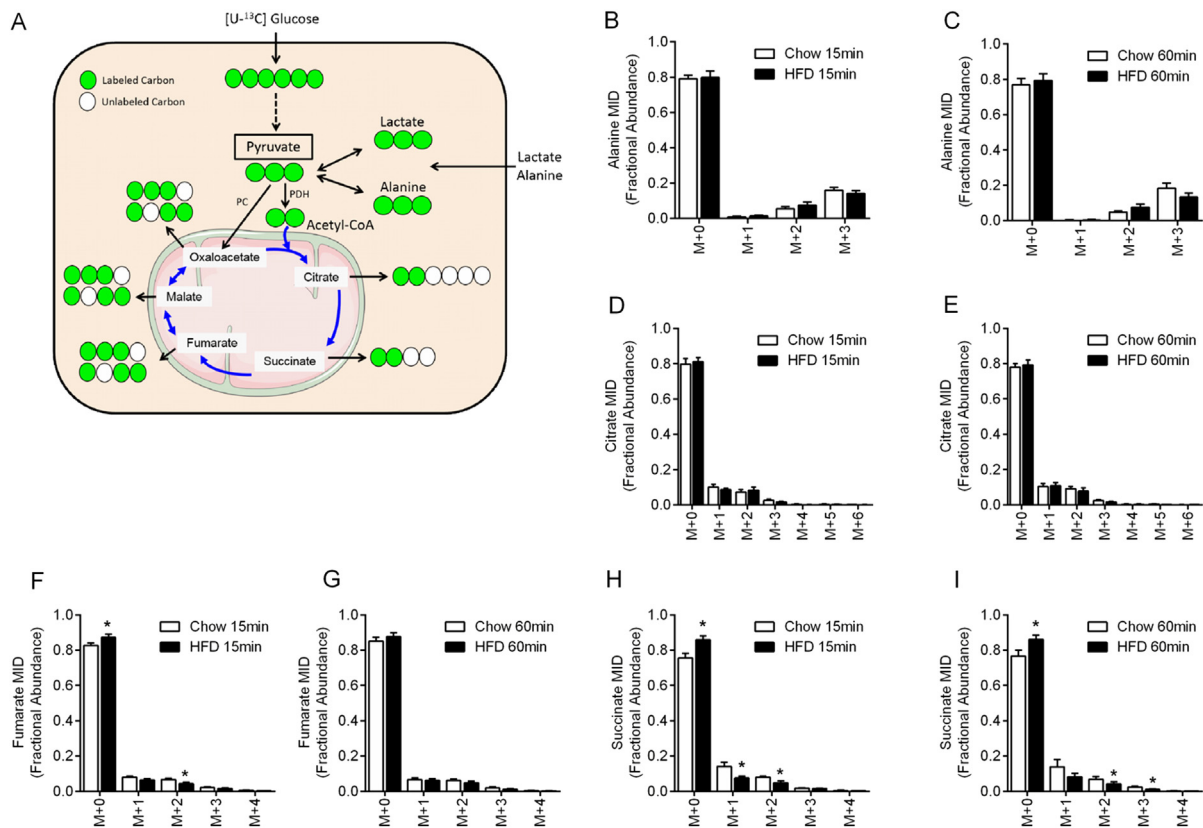 A
[U-¹³C] Glucose
Labeled Carbon
Unlabeled Carbon
Pyruvate
Lactate
Alanine
Lactate
Alanine
PC
PDH
Acetyl-CoA
Oxaloacetate
Citrate
Malate
Fumarate
Succinate
B
Alanine MID
(Fractional Abundance)
1.0
0.8
0.6
0.4
0.2
0.0
Chow 15min
HFD 15min
M+0
M+1
M+2
M+3
C
Alanine MID
(Fractional Abundance)
1.0
0.8
0.6
0.4
0.2
0.0
Chow 60min
HFD 60min
M+0
M+1
M+2
M+3
D
Citrate MID
(Fractional Abundance)
1.0
0.8
0.6
0.4
0.2
0.0
Chow 15min
HFD 15min
M+0
M+1
M+2
M+3
M+4
M+5
M+6
E
Citrate MID
(Fractional Abundance)
1.0
0.8
0.6
0.4
0.2
0.0
Chow 60min
HFD 60min
M+0
M+1
M+2
M+3
M+4
M+5
M+6
F
Fumarate MID
(Fractional Abundance)
1.0
0.8
0.6
0.4
0.2
0.0
Chow 15min
HFD 15min
*
*
M+0
M+1
M+2
M+3
M+4
G
Fumarate MID
(Fractional Abundance)
1.0
0.8
0.6
0.4
0.2
0.0
Chow 60min
HFD 60min
M+0
M+1
M+2
M+3
M+4
H
Succinate MID
(Fractional Abundance)
1.0
0.8
0.6
0.4
0.2
0.0
Chow 15min
HFD 15min
*
*
*
M+0
M+1
M+2
M+3
M+4
I
Succinate MID
(Fractional Abundance)
1.0
0.8
0.6
0.4
0.2
0.0
Chow 60min
HFD 60min
*
*
*
M+0
M+1
M+2
M+3
M+4